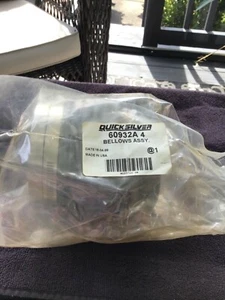 QUICKSILVER
60932A 4
BELLOWS ASSY.
MADE IN USA
@1